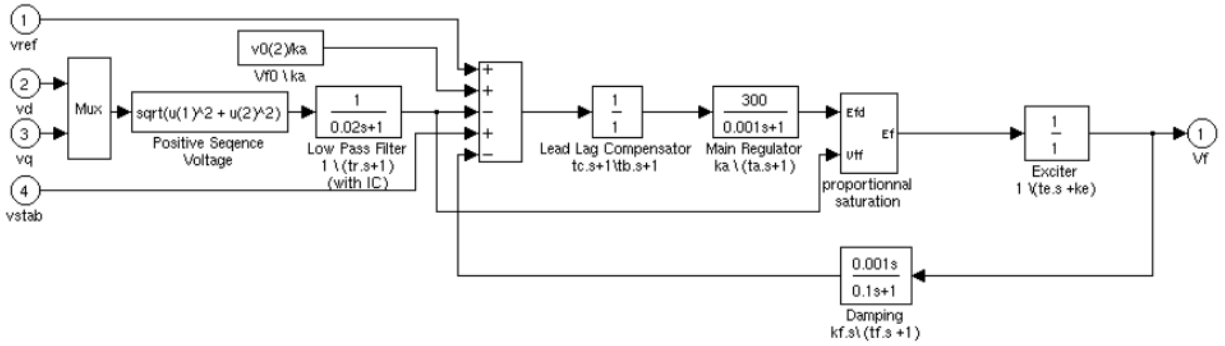 1
vref
v0(2)/ka
Vf0 \ ka
2
vd
Mux
3
vq
sqrt(u(1)^2 + u(2)^2)
Positive Seqence
Voltage
1
0.02s+1
Low Pass Filter
1 \ (tr.s+1)
(with IC)
4
vstab
+
+
−
+
−
1
1
Lead Lag Compensator
tc.s+1\tb.s+1
300
0.001s+1
Main Regulator
ka \ (ta.s+1)
Efd
Ef
Vtf
proportionnal
saturation
1
1
Exciter
1 \(te.s +ke)
1
Vf
0.001s
0.1s+1
Damping
kf.s\ (tf.s +1)